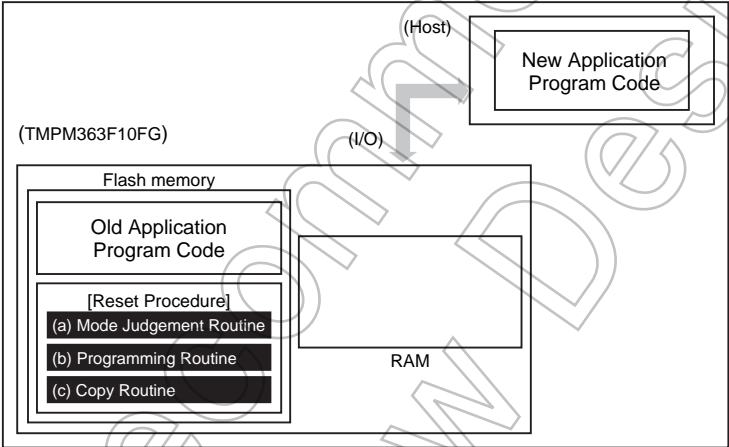 (Host)
New Application
Program Code
(TMPM363F10FG)
(I/O)
Flash memory
Old Application
Program Code
[Reset Procedure]
(a) Mode Judgement Routine
(b) Programming Routine
(c) Copy Routine
RAM